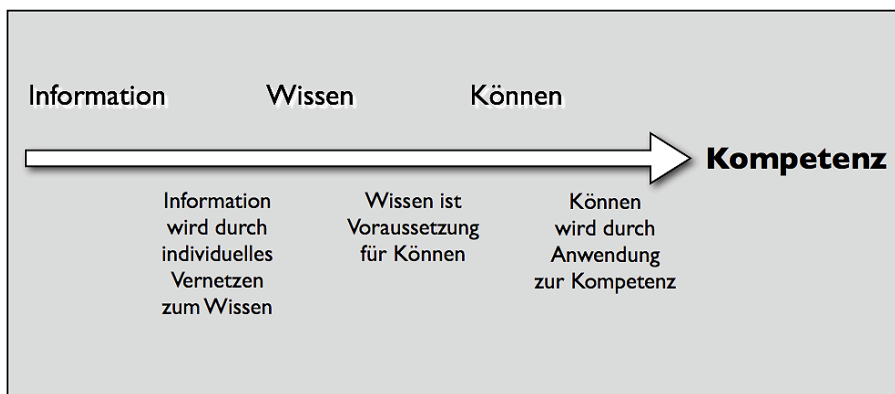 Information Wissen Können
Kompetenz
Information
wird durch
individuelles
Vernetzen
zum Wissen
Wissen ist
Voraussetzung
für Können
Können
wird durch
Anwendung
zur Kompetenz